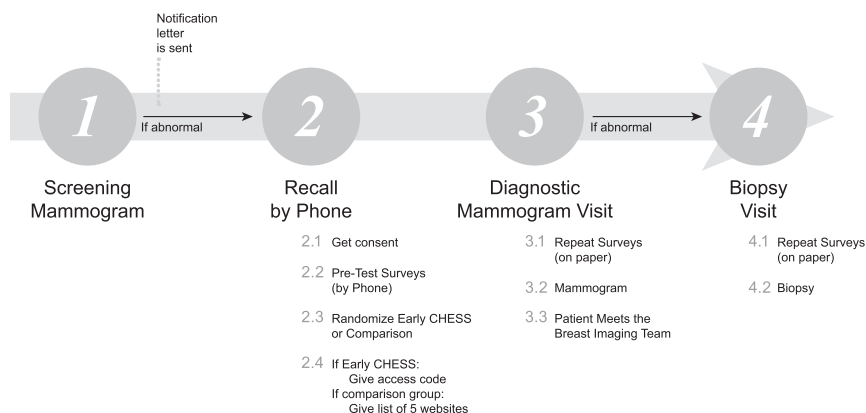 Notification
letter
is sent
1
If abnormal
2
3
If abnormal
4
Screening
Mammogram
Recall
by Phone
2.1 Get consent
2.2 Pre-Test Surveys
(by Phone)
2.3 Randomize Early CHESS
or Comparison
2.4 If Early CHESS:
Give access code
If comparison group:
Give list of 5 websites
Diagnostic
Mammogram Visit
3.1 Repeat Surveys
(on paper)
3.2 Mammogram
3.3 Patient Meets the
Breast Imaging Team
Biopsy
Visit
4.1 Repeat Surveys
(on paper)
4.2 Biopsy